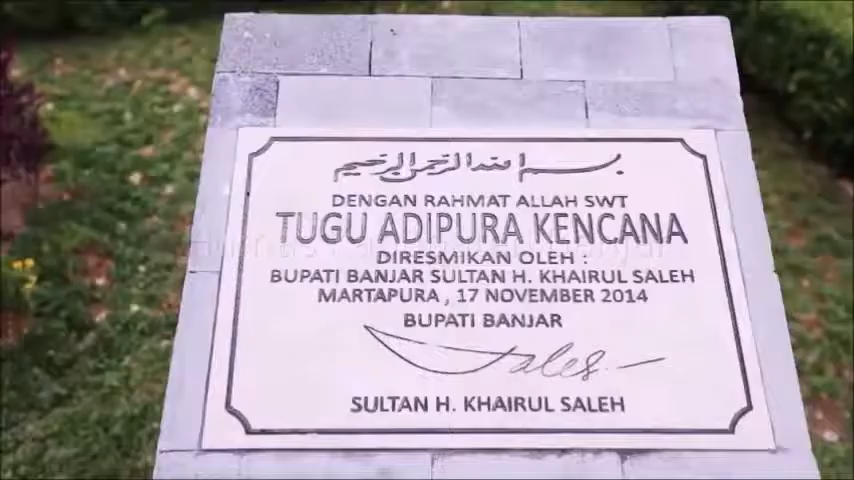 بسم الله الرحمن الرحيم
DENGAN RAHMAT ALLAH SWT
TUGU ADIPURA KENCANA
DIRESMIKAN OLEH :
BUPATI BANJAR SULTAN H. KHAIRUL SALEH
MARTAPURA , 17 NOVEMBER 2014
BUPATI BANJAR
SULTAN H. KHAIRUL SALEH